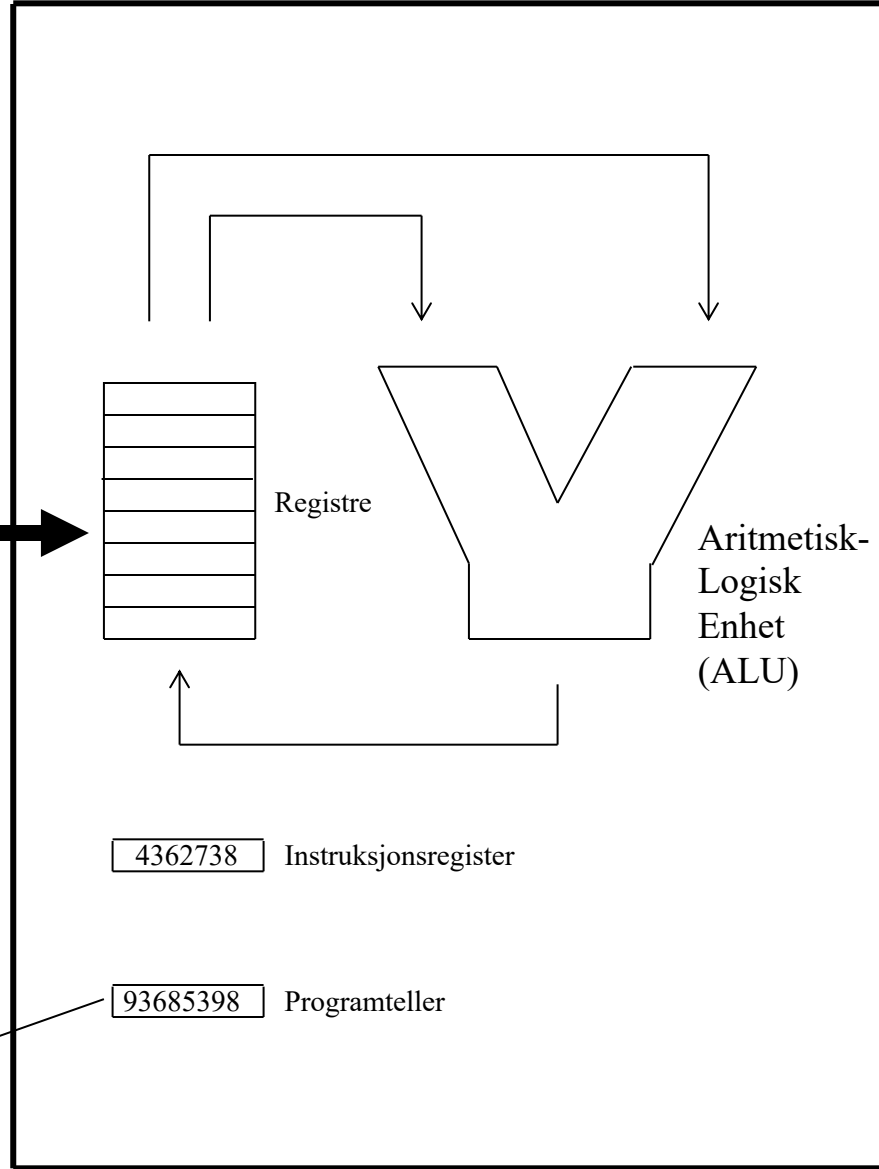 Registre
Aritmetisk-
Logisk
Enhet
(ALU)
4362738 Instruksjonsregister
93685398 Programteller